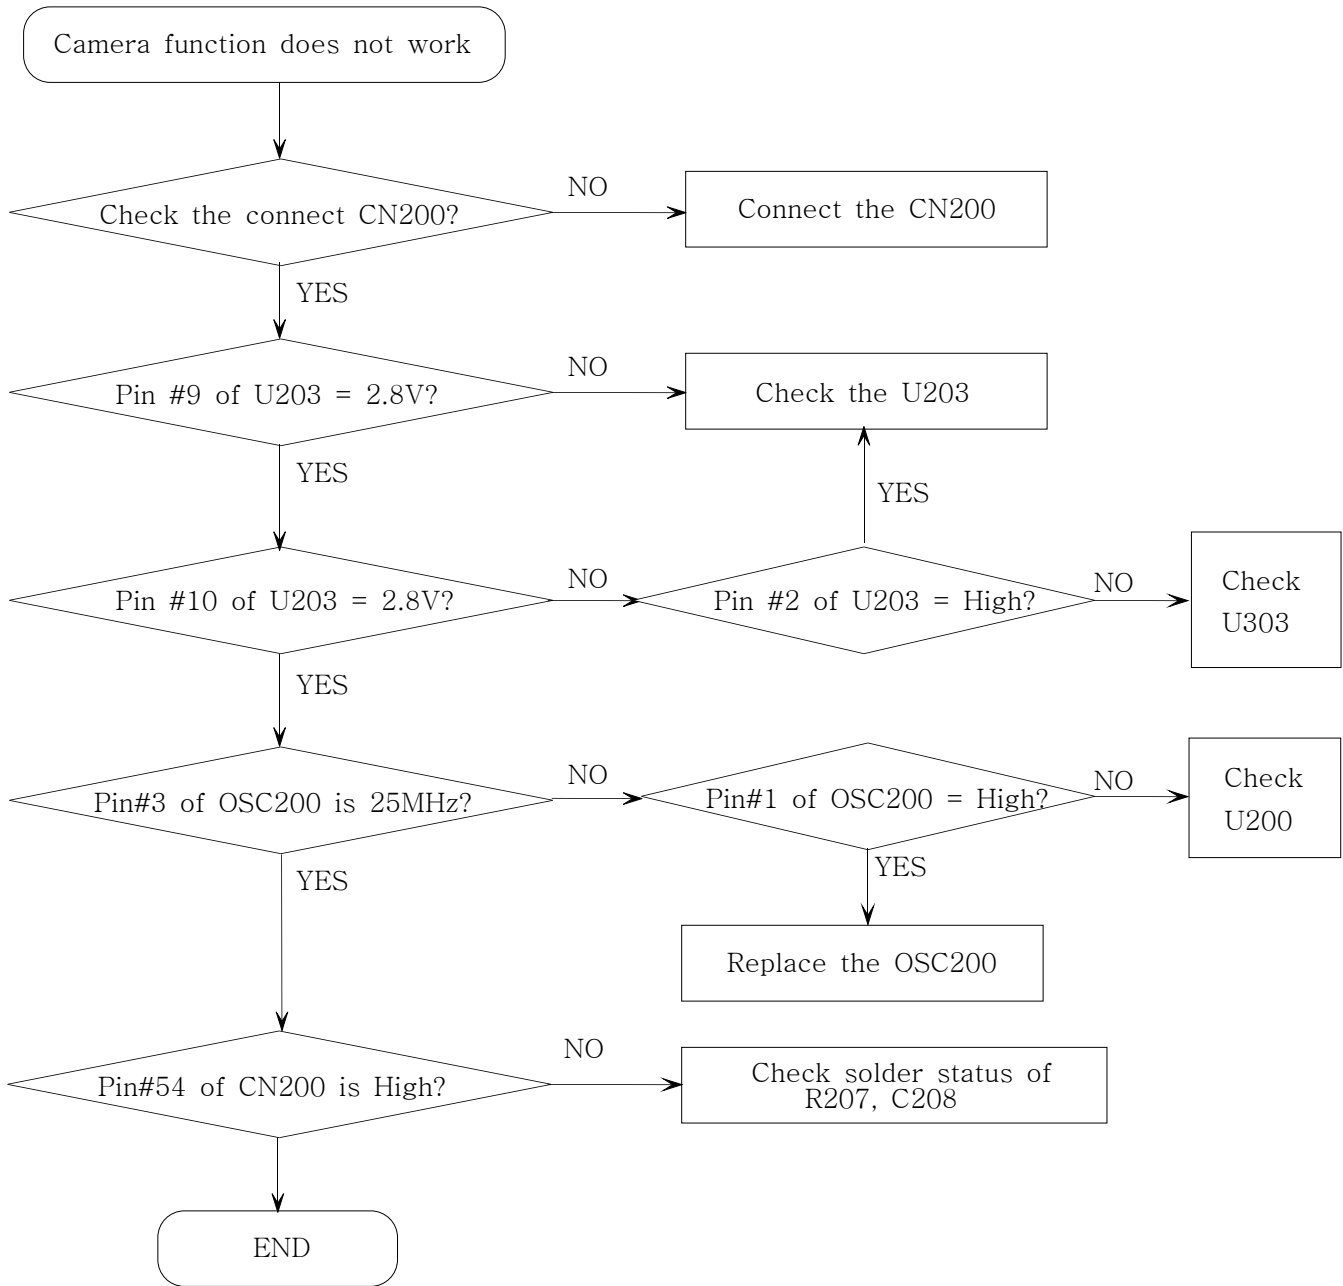 Camera function does not work
Check the connect CN200?
NO
Connect the CN200
YES
Pin #9 of U203 = 2.8V?
NO
Check the U203
YES
YES
Pin #10 of U203 = 2.8V?
NO
Pin #2 of U203 = High?
NO
Check
U303
YES
Pin#3 of OSC200 is 25MHz?
NO
Pin#1 of OSC200 = High?
NO
Check
U200
YES
YES
Replace the OSC200
Pin#54 of CN200 is High?
NO
Check solder status of
R207, C208
END